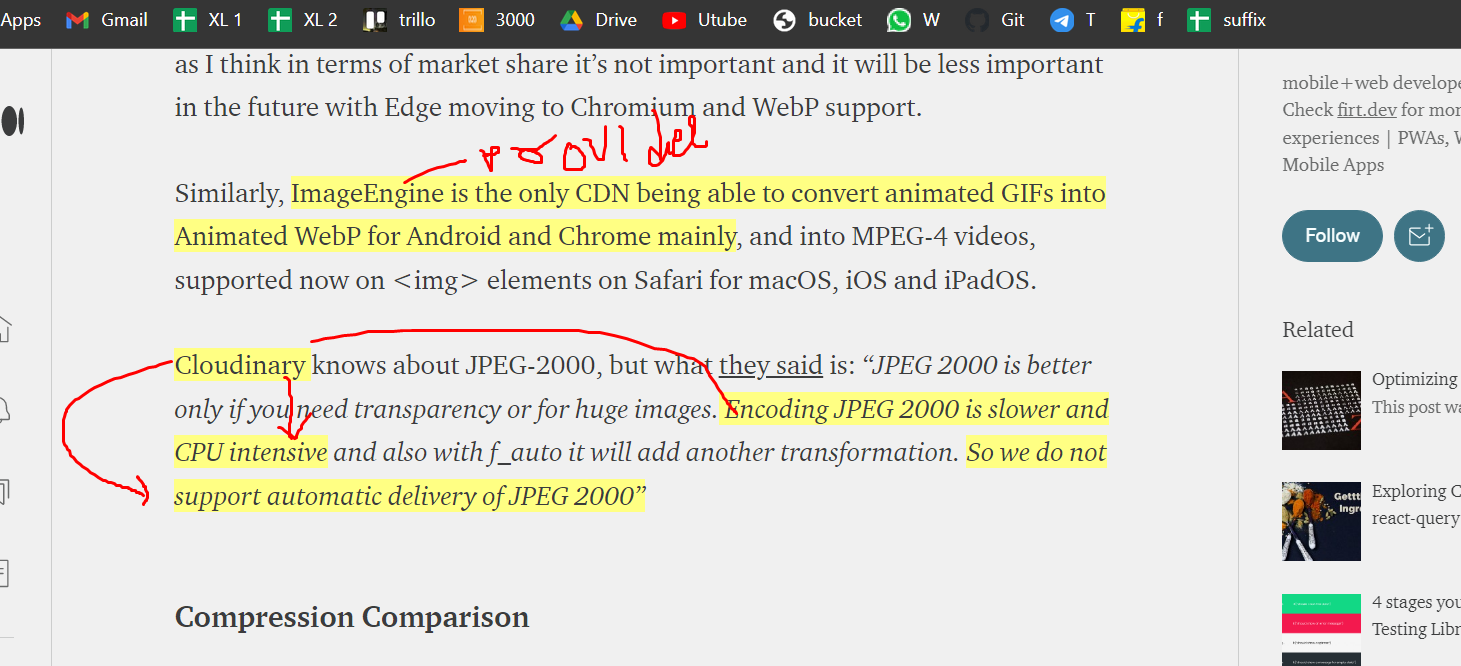 Apps Gmail XL 1 XL 2 trillo 3000 Drive Utube bucket W Git T f suffix
as I think in terms of market share it’s not important and it will be less important
in the future with Edge moving to Chromium and WebP support.
provider
Similarly, ImageEngine is the only CDN being able to convert animated GIFs into
Animated WebP for Android and Chrome mainly, and into MPEG-4 videos,
supported now on <img> elements on Safari for macOS, iOS and iPadOS.
Cloudinary knows about JPEG-2000, but what they said is: “JPEG 2000 is better
only if you need transparency or for huge images. Encoding JPEG 2000 is slower and
CPU intensive and also with f_auto it will add another transformation. So we do not
support automatic delivery of JPEG 2000”
Compression Comparison
mobile+web develope
Check firt.dev for mor
experiences | PWAs, W
Mobile Apps
Follow
Related
Optimizing
This post wa
Exploring C
react-query
Gettt
Ingr
4 stages you
Testing Libr